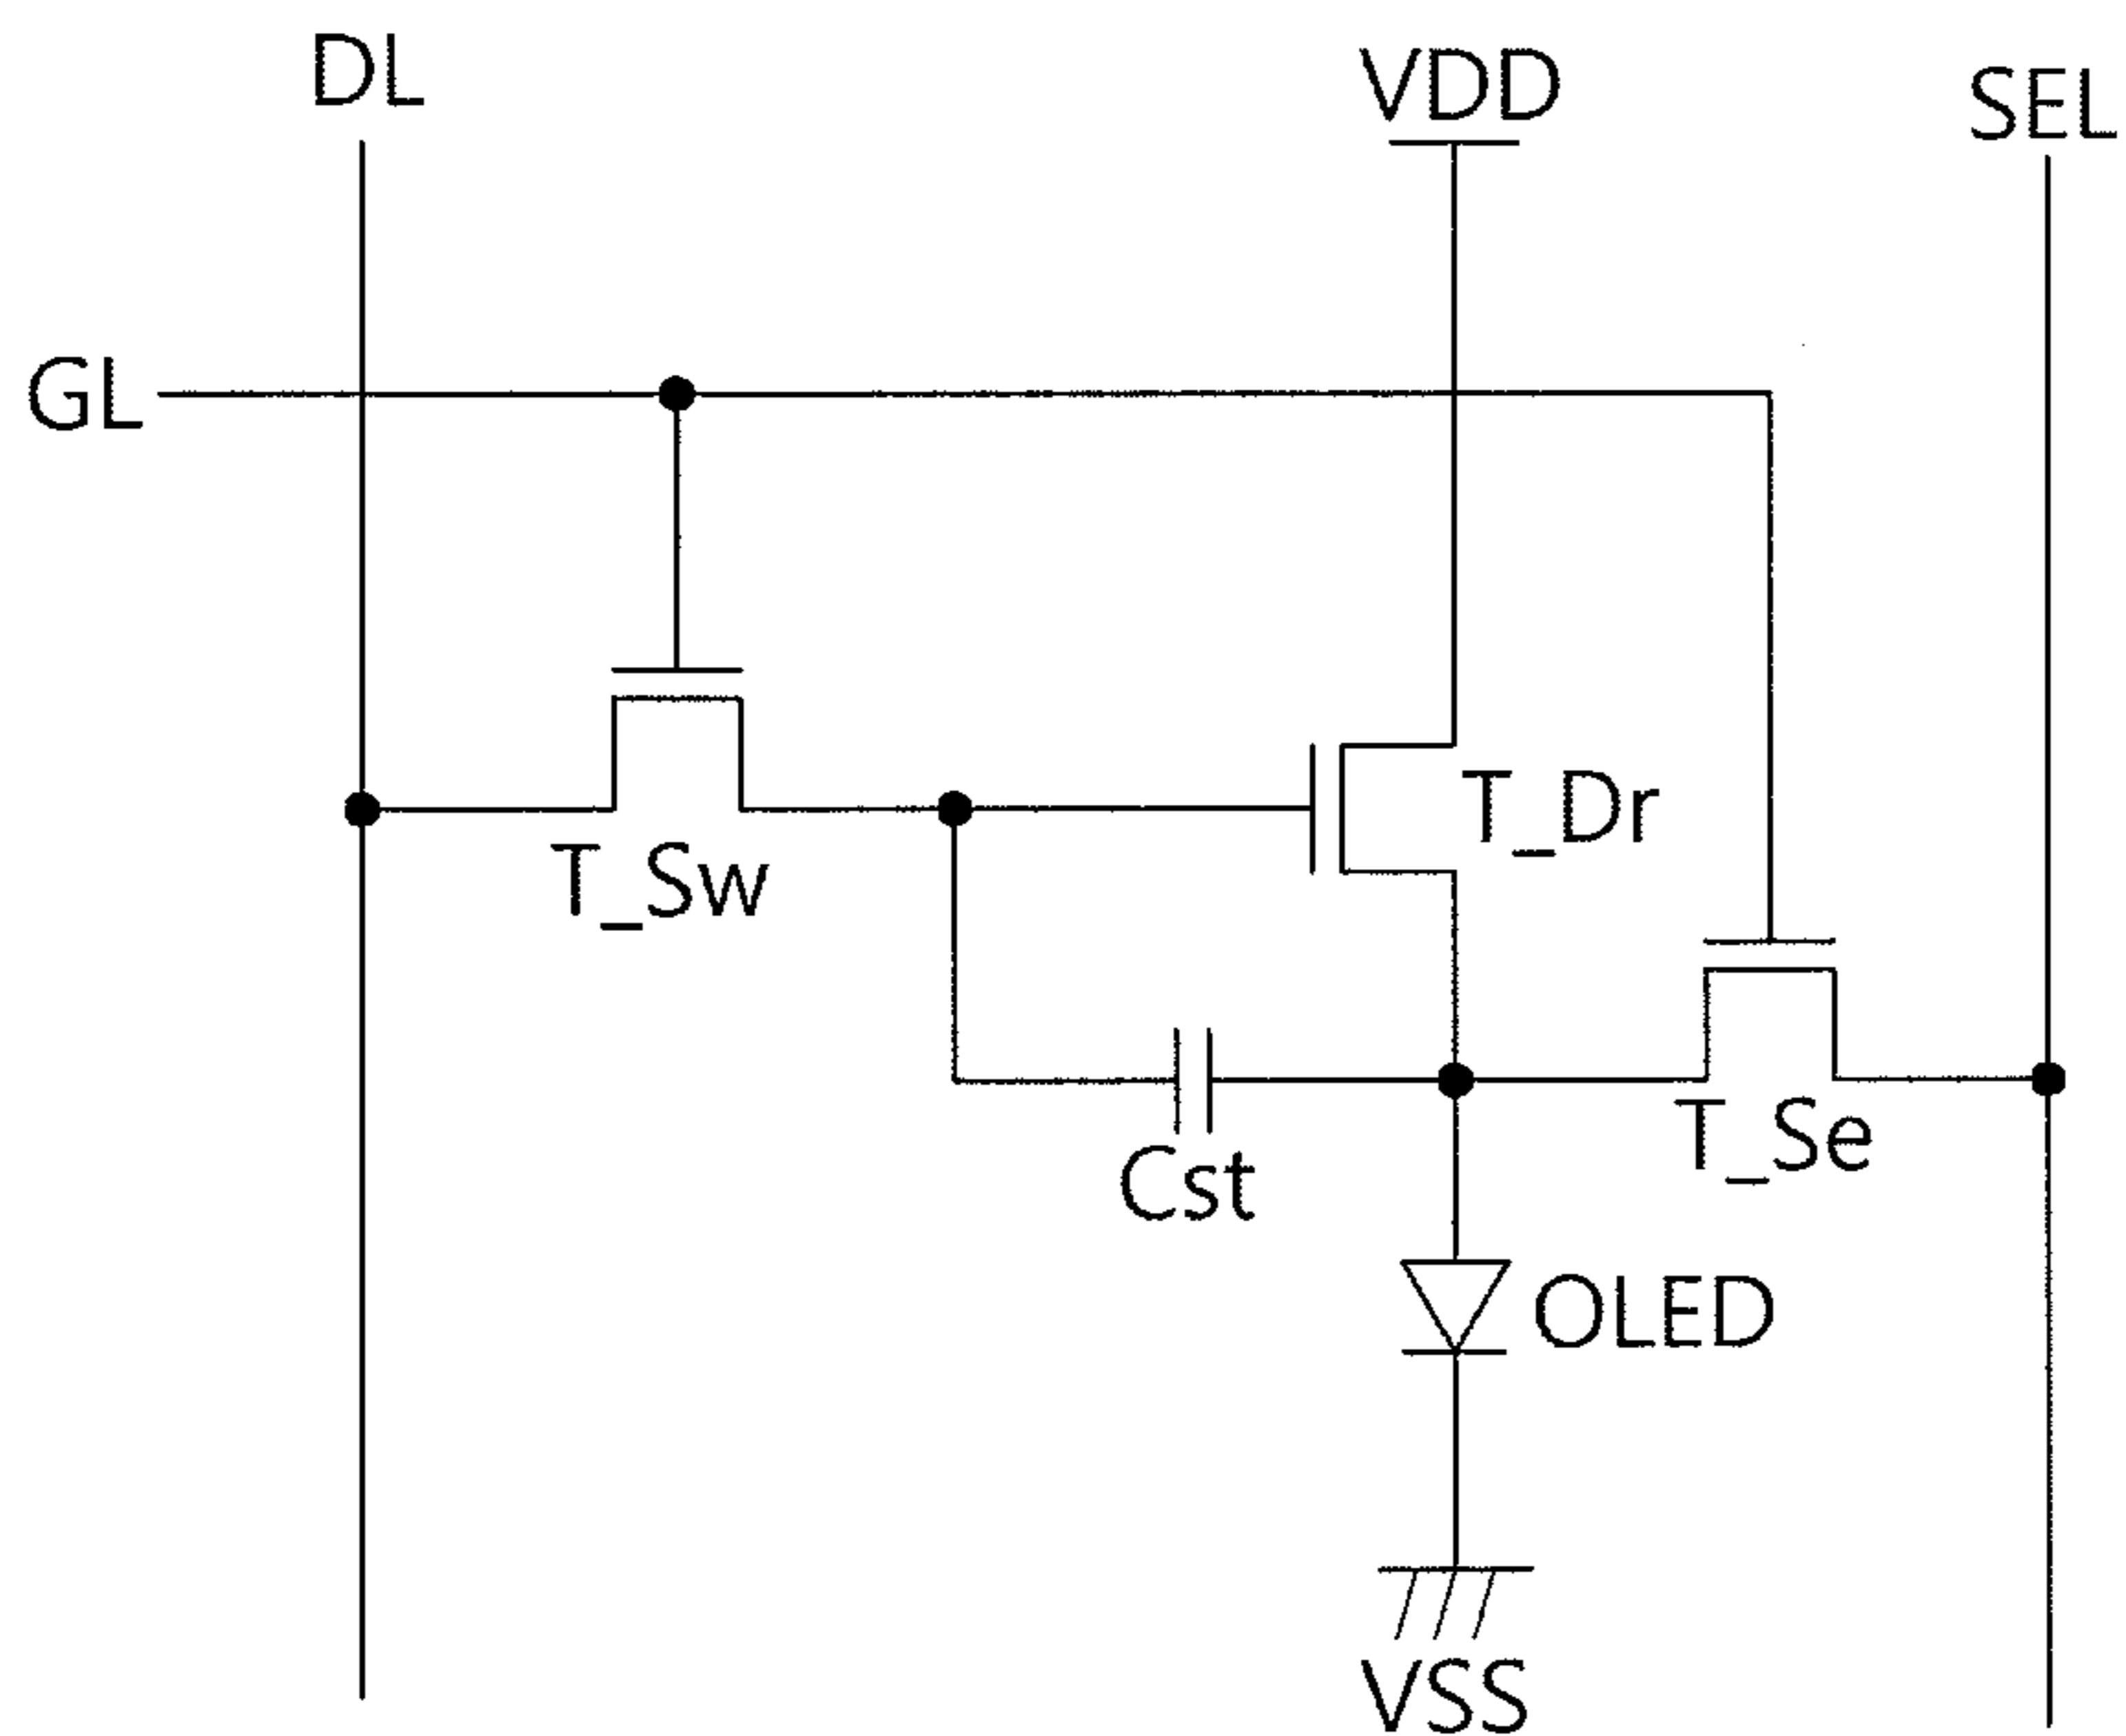 DL
VDD
SEL
GL
T_Dr
T_Sw
T_Se
Cst
OLED
VSS